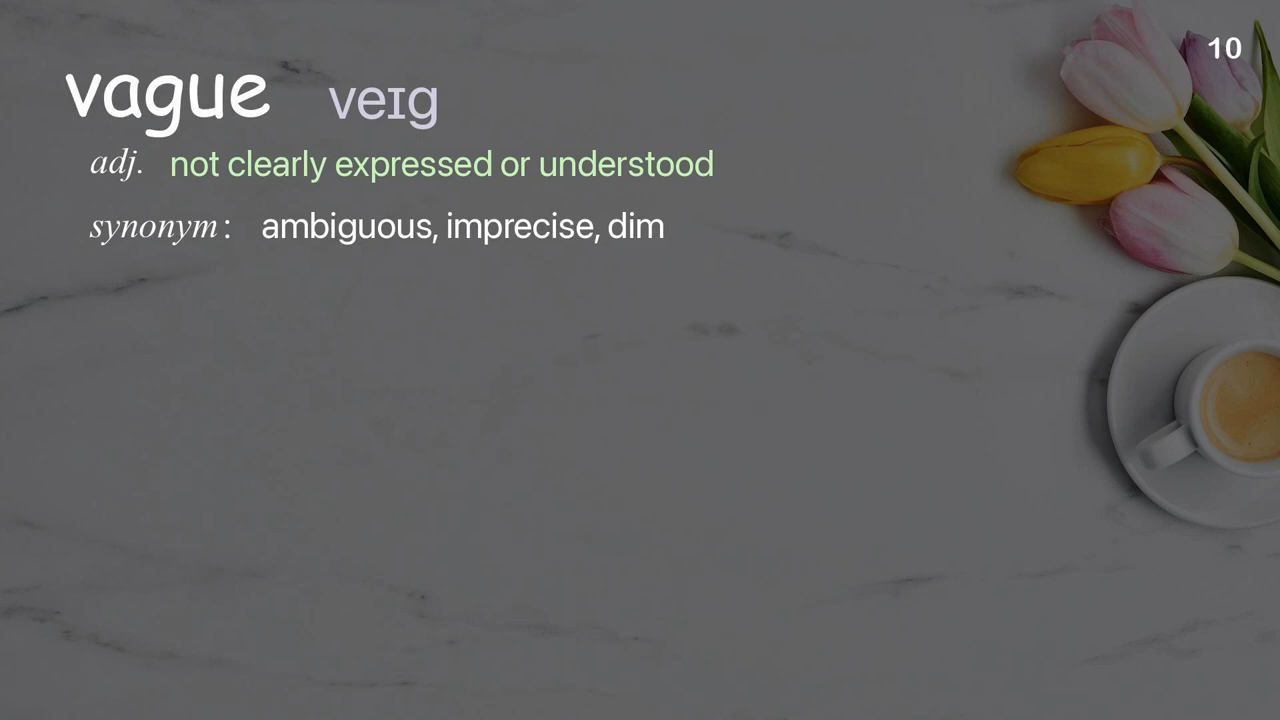 10
vague veɪg
adj. not clearly expressed or understood
synonym: ambiguous, imprecise, dim